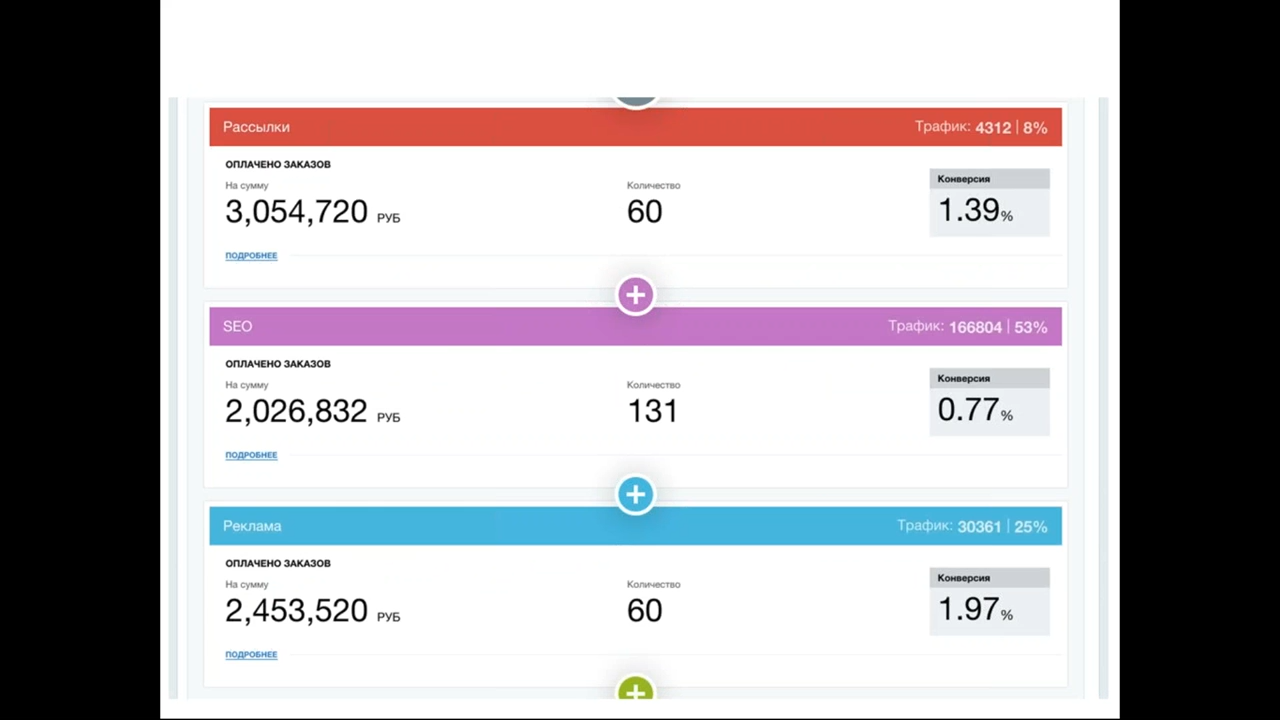 Рассылки Трафик: 4312 | 8%
ОПЛАЧЕНО ЗАКАЗОВ
На сумму Количество Конверсия
3,054,720 РУБ 60 1.39%
ПОДРОБНЕЕ
SEO Трафик: 166804 | 53%
ОПЛАЧЕНО ЗАКАЗОВ
На сумму Количество Конверсия
2,026,832 РУБ 131 0.77%
ПОДРОБНЕЕ
Реклама Трафик: 30361 | 25%
ОПЛАЧЕНО ЗАКАЗОВ
На сумму Количество Конверсия
2,453,520 РУБ 60 1.97%
ПОДРОБНЕЕ